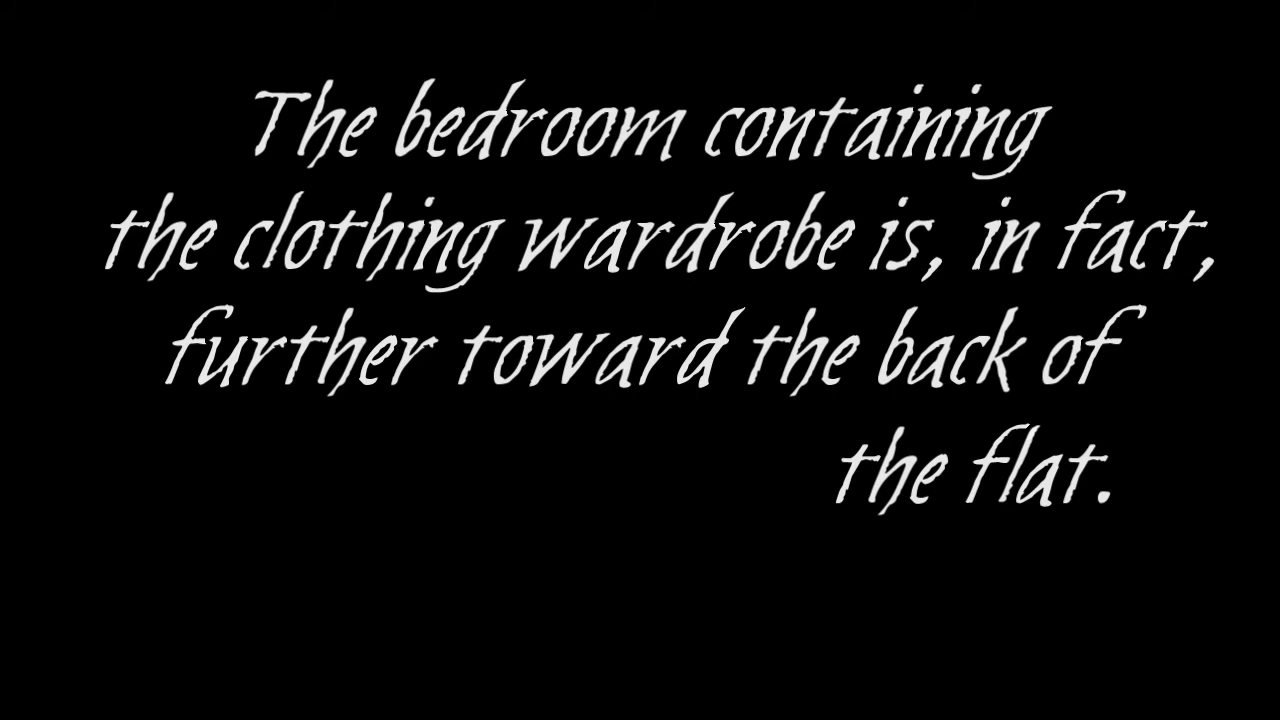 The bedroom containing
the clothing wardrobe is, in fact,
further toward the back of
the flat.